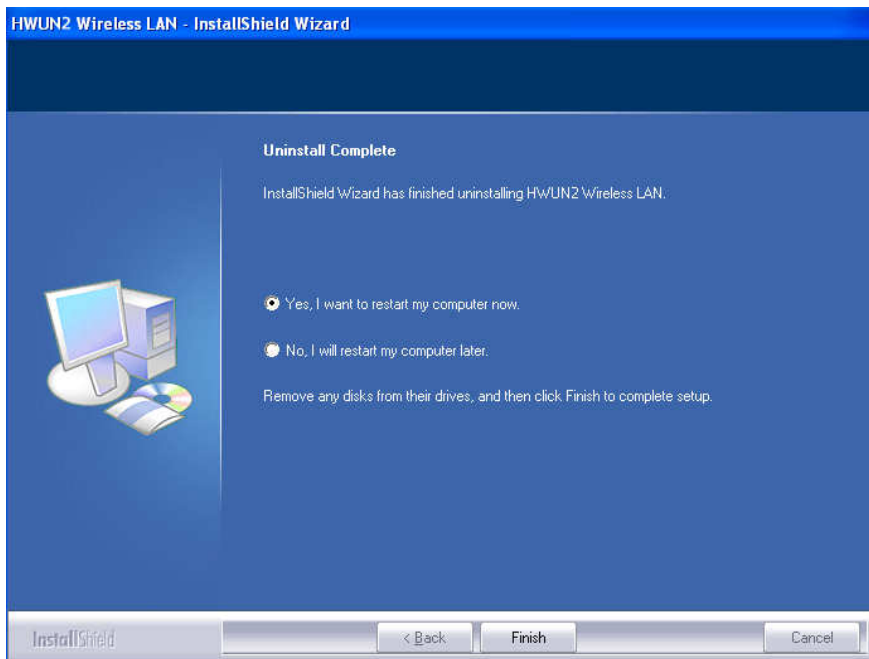 HWUN2 Wireless LAN - InstallShield Wizard
Uninstall Complete
InstallShield Wizard has finished uninstalling HWUN2 Wireless LAN.
Yes, I want to restart my computer now.
No, I will restart my computer later.
Remove any disks from their drives, and then click Finish to complete setup.
InstallShield
< Back
Finish
Cancel